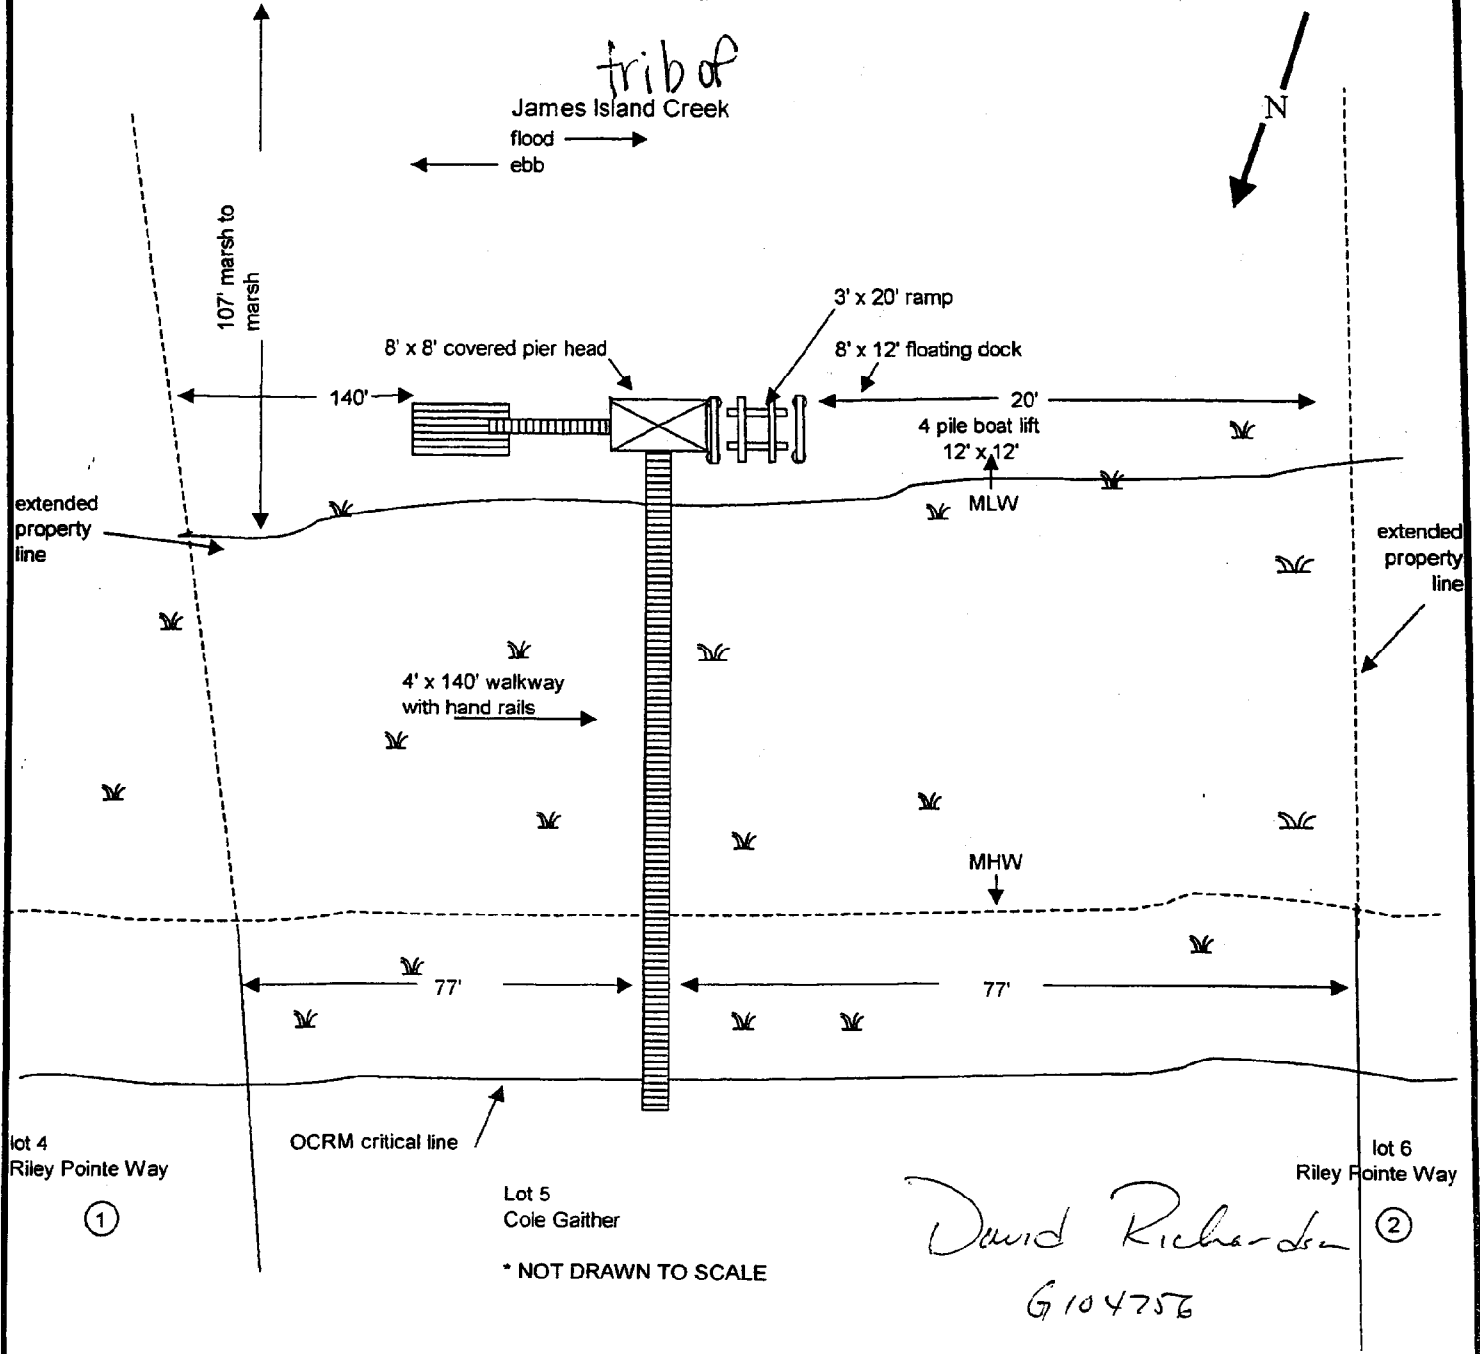 trib of
James Island Creek
flood
ebb
N
107' marsh to
marsh
3' x 20' ramp
8' x 8' covered pier head
8' x 12' floating dock
140'
20'
4 pile boat lift
12' x 12'
MLW
extended
property
line
extended
property
line
4' x 140' walkway
with hand rails
MHW
77'
77'
OCRM critical line
lot 4
Riley Pointe Way
1
lot 6
Riley Pointe Way
2
Lot 5
Cole Gaither
* NOT DRAWN TO SCALE
David Richardson
G104756